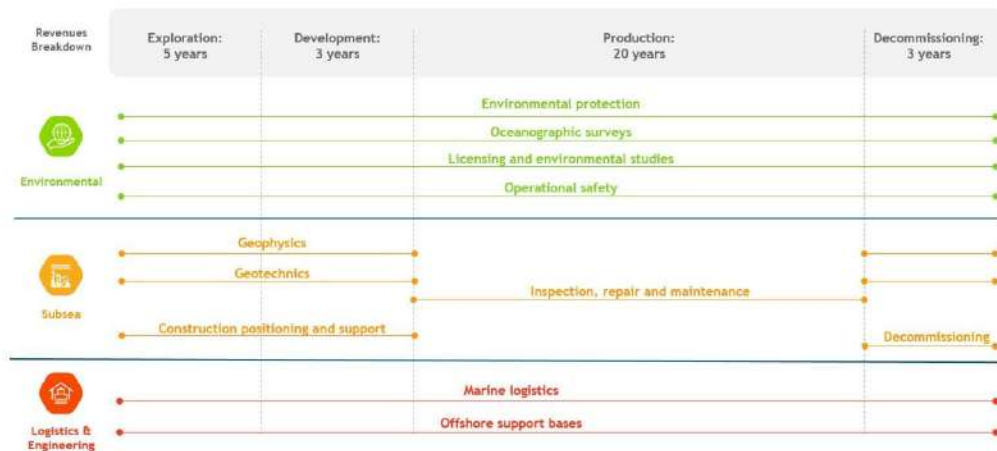 Revenues
Breakdown
Exploration:
5 years
Development:
3 years
Production:
20 years
Decommissioning:
3 years
Environmental protection
Oceanographic surveys
Licensing and environmental studies
Operational safety
Environmental
Geophysics
Geotechnics
Inspection, repair and maintenance
Construction positioning and support
Decommissioning
Subsea
Marine logistics
Offshore support bases
Logistics &
Engineering